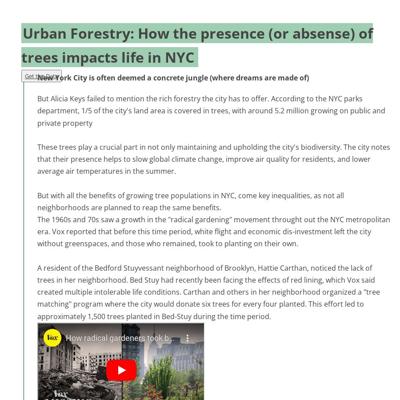 Urban Forestry: How the presence (or absense) of
trees impacts life in NYC
New York City is often deemed a concrete jungle (where dreams are made of)
But Alicia Keys failed to mention the rich forestry the city has to offer. According to the NYC parks
department, 1/5 of the city's land area is covered in trees, with around 5.2 million growing on public and
private property
These trees play a crucial part in not only maintaining and upholding the city's biodiversity. The city notes
that their presence helps to slow global climate change, improve air quality for residents, and lower
average air temperatures in the summer.
But with all the benefits of growing tree populations in NYC, come key inequalities, as not all
neighborhoods are planned to reap the same benefits.
The 1960s and 70s saw a growth in the "radical gardening" movement throught out the NYC metropolitan
era. Vox reported that before this time period, white flight and economic dis-investment left the city
without greenspaces, and those who remained, took to planting on their own.
A resident of the Bedford Stuyvessant neighborhood of Brooklyn, Hattie Carthan, noticed the lack of
trees in her neighborhood. Bed Stuy had recently been facing the effects of red lining, which Vox said
created multiple intolerable life conditions. Carthan and others in her neighborhood organized a "tree
matching" program where the city would donate six trees for every four planted. This effort led to
approximately 1,500 trees planted in Bed-Stuy during the time period.
Vox
How radical gardeners took b...